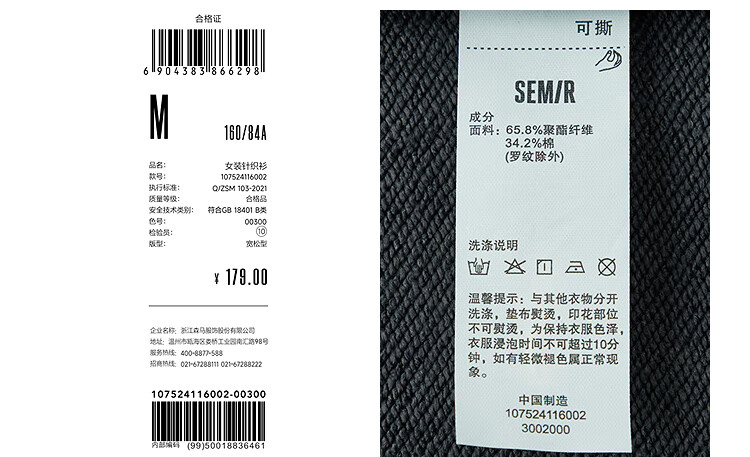 合格证
6904383866298
M
160/84A
品名: 女装针织衫
款号: 107524116002
执行标准: Q/ZSM 103-2021
质量等级: 合格品
安全技术类别: 符合GB 18401 B类
色号: 00300
检验员: 10
版型: 宽松型
¥ 179.00
企业名称: 浙江森马服饰股份有限公司
地址: 温州市瓯海区娄桥工业园南汇路98号
服务热线: 400-8877-588
招商热线: 021-67288111 021-67288222
107524116002-00300
内部编码 (99)50018836461
可撕
SEMIR
成分
面料: 65.8%聚酯纤维
34.2%棉
(罗纹除外)
洗涤说明
温馨提示: 与其他衣物分开
洗涤, 垫布熨烫, 印花部位
不可熨烫, 为保持衣服色泽,
衣服浸泡时间不可超过10分
钟, 如有轻微褪色属正常现
象。
中国制造
107524116002
3002000